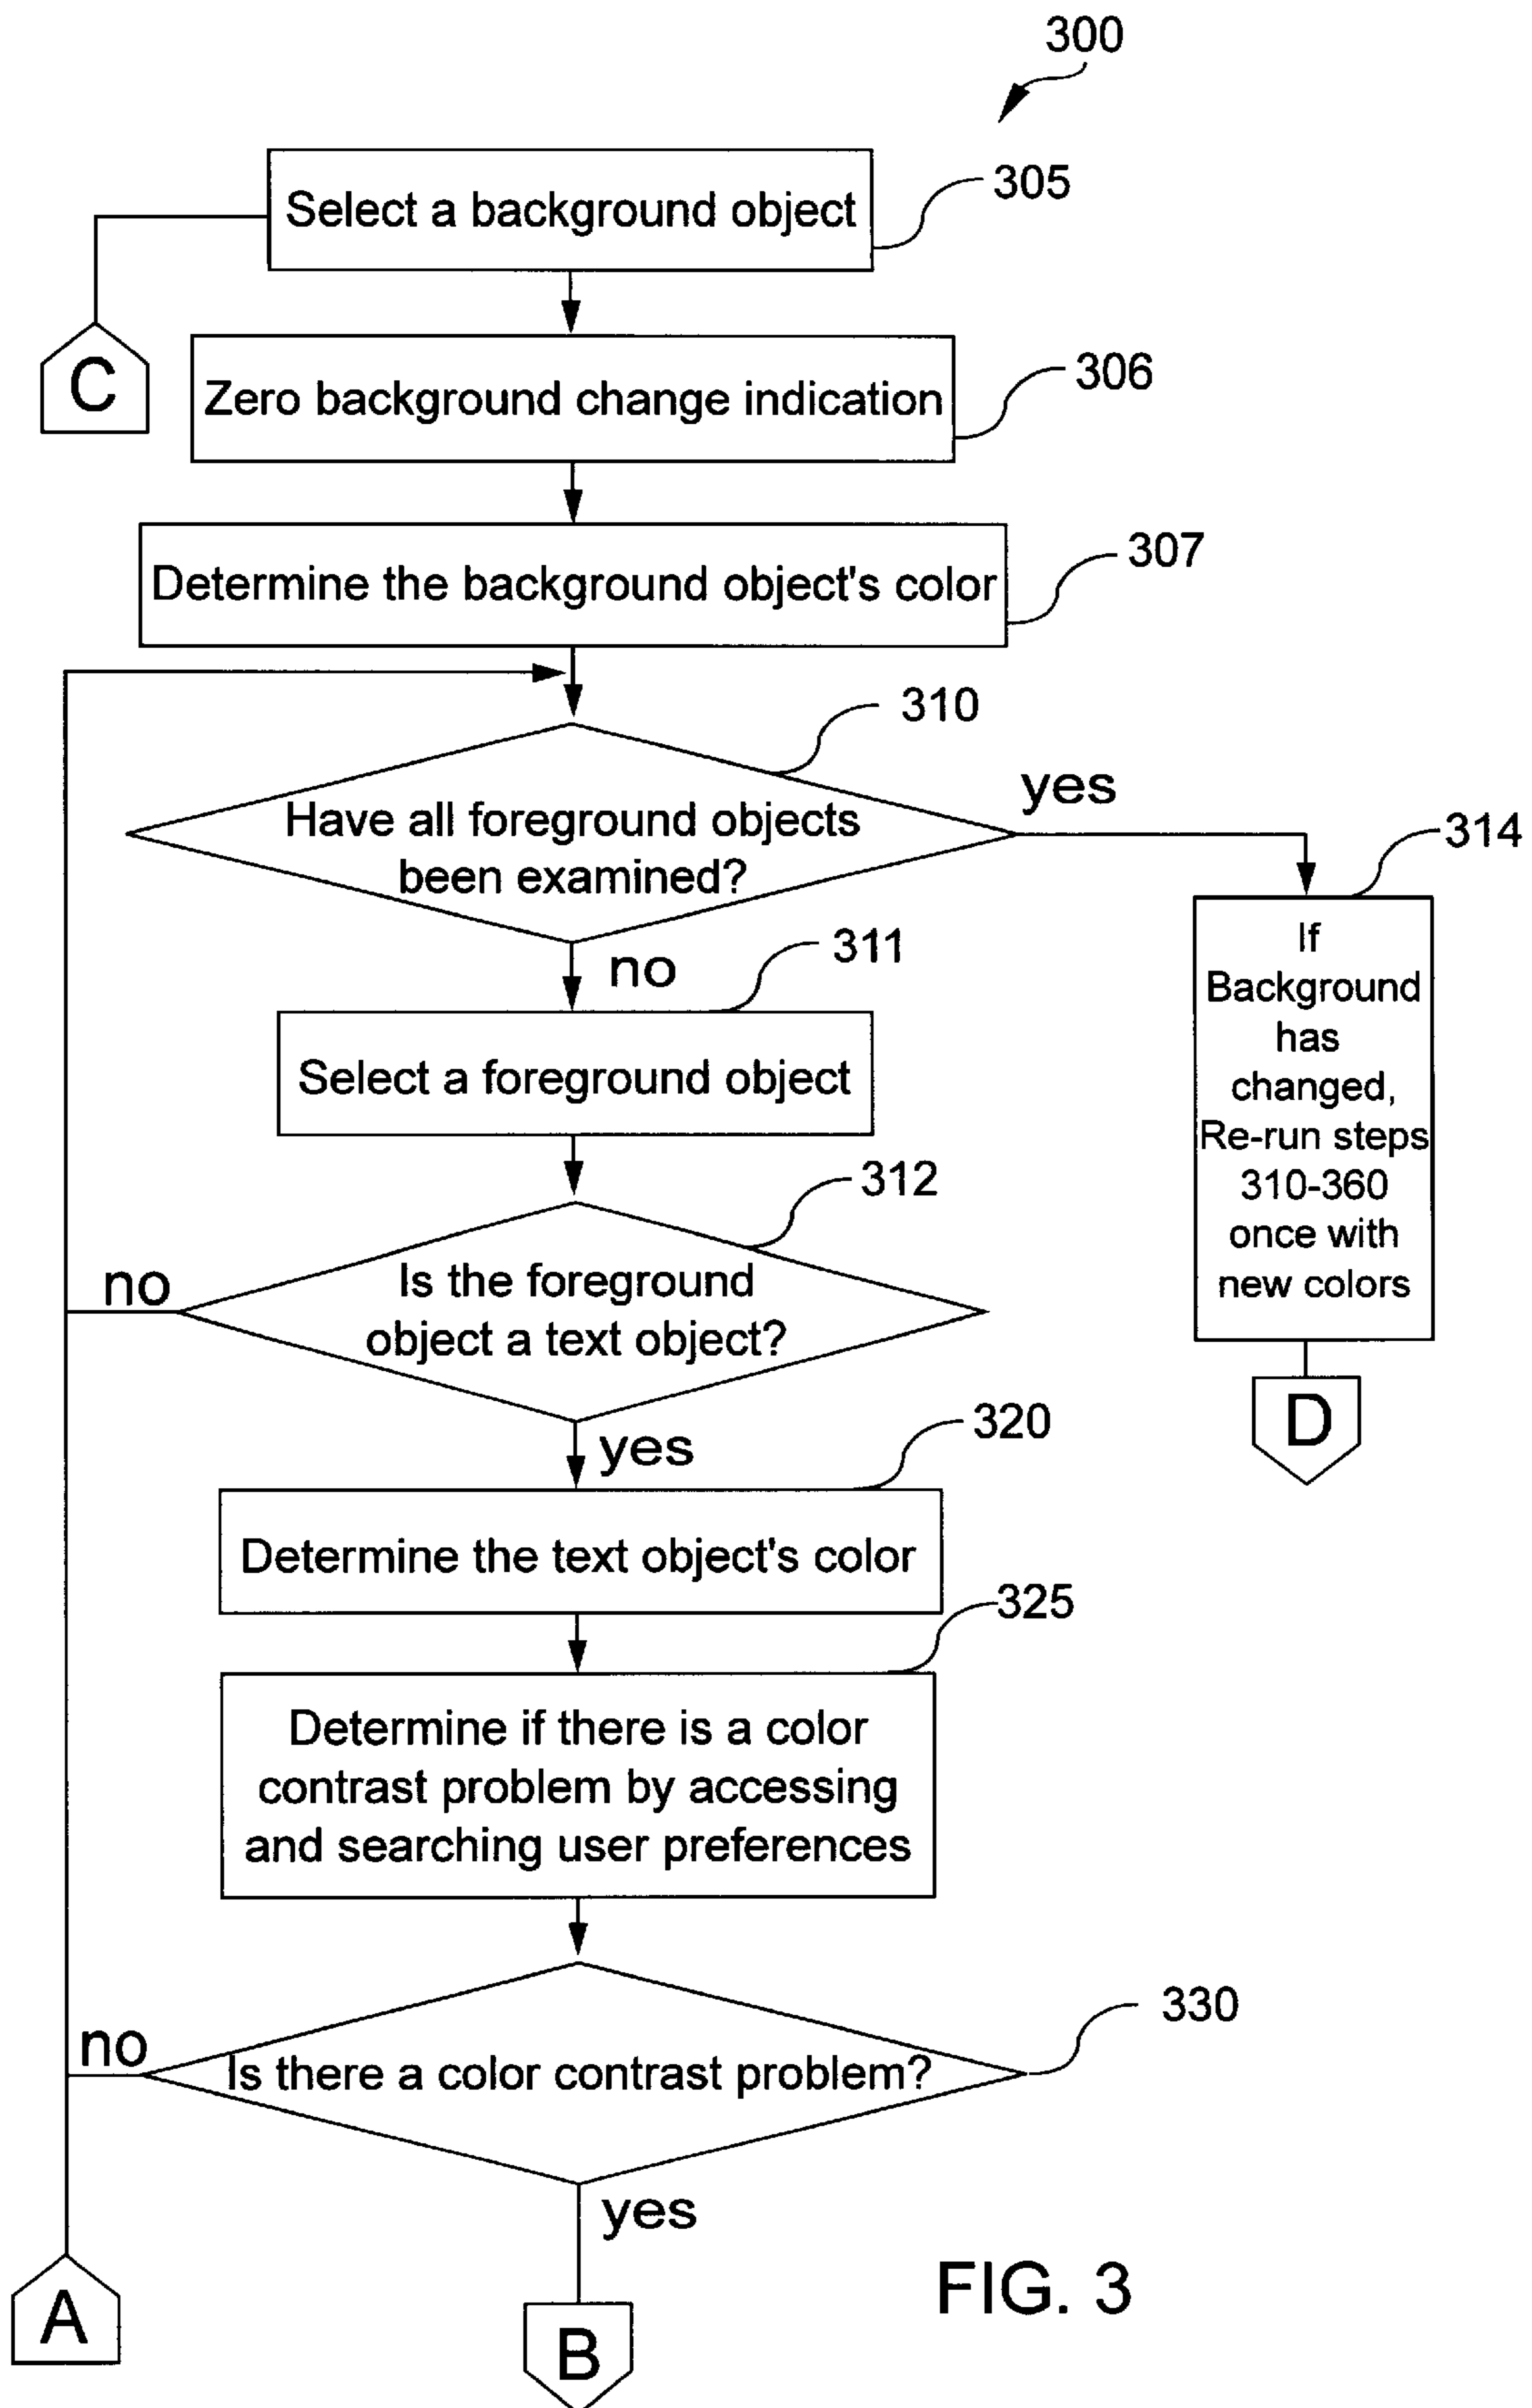 300
Select a background object
305
C
Zero background change indication
306
Determine the background object's color
307
310
Have all foreground objects
been examined?
yes
314
If
Background
has
changed,
Re-run steps
310-360
once with
new colors
D
no
311
Select a foreground object
312
Is the foreground
object a text object?
no
yes
320
Determine the text object's color
325
Determine if there is a color
contrast problem by accessing
and searching user preferences
330
Is there a color contrast problem?
no
yes
A
B
FIG. 3